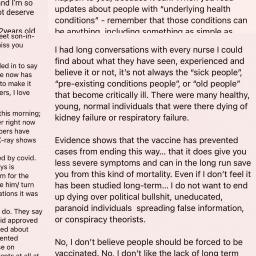 and I'm so
ot deserve
?years old
eet son-in-
miss you
ded in to say
e now has
to make it
ers, I love
this morning;
er right now
bers have
X-ray shows
ed by covid.
ys is
m for the
e him/ turn
ations it was
do. They say
id approved
ed about
ented
se on
updates about people with "underlying health
conditions" - remember that those conditions can
be anything, including something as simple as
I had long conversations with every nurse I could
find about what they have seen, experienced and
believe it or not, it's not always the "sick people",
"pre-existing conditions people", or "old people"
that become critically ill. There were many healthy,
young, normal individuals that were there dying of
kidney failure or respiratory failure.
Evidence shows that the vaccine has prevented
cases from ending this way... that it does give you
less severe symptoms and can in the long run save
you from this kind of mortality. Even if I don't feel it
has been studied long-term... I do not want to end
up dying over political bullshit, uneducated,
paranoid individuals spreading false information,
or conspiracy theorists.
No, I don't believe people should be forced to be
vaccinated. No, I don't like the lack of long term